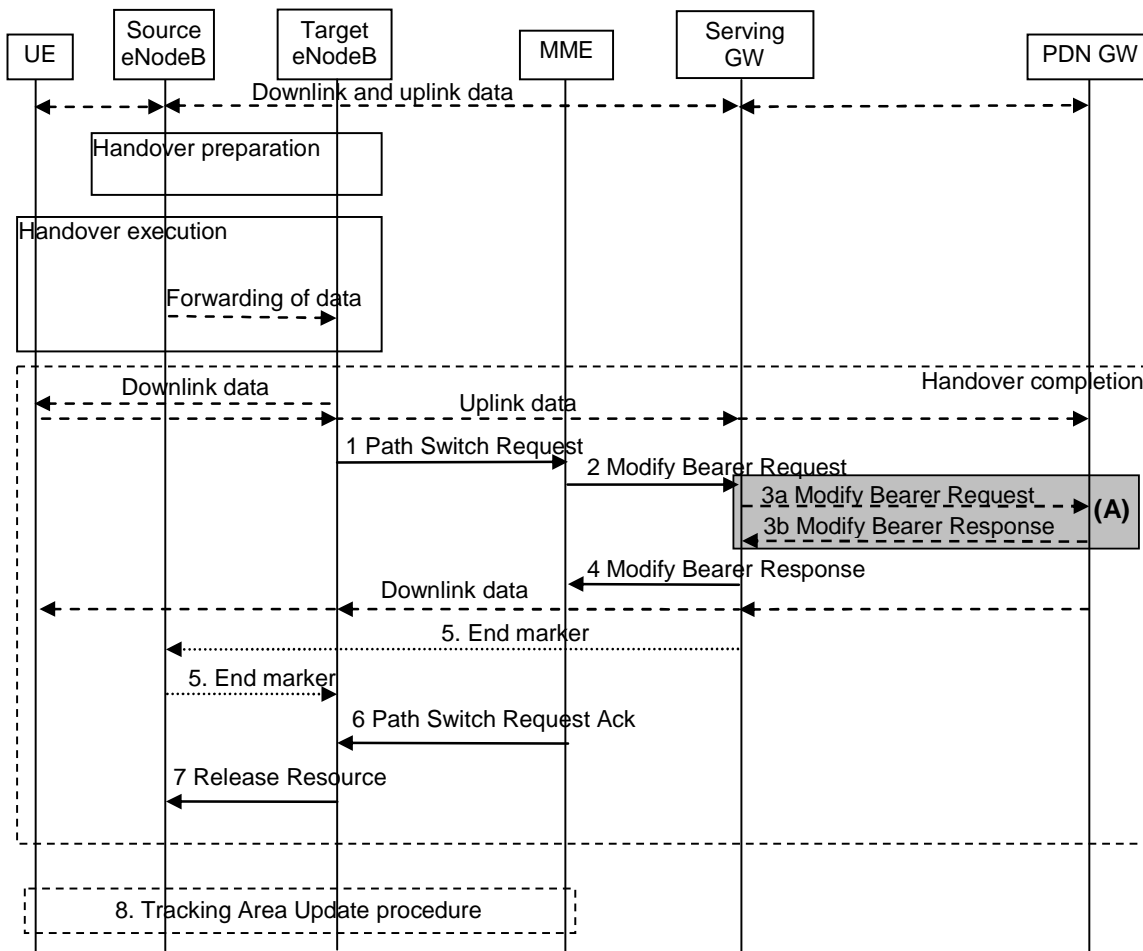 UE
Source
eNodeB
Target
eNodeB
MME
Serving
GW
PDN GW
Downlink and uplink data
Handover preparation
Handover execution
Forwarding of data
Handover completion
Downlink data
Uplink data
1 Path Switch Request
2 Modify Bearer Request
3a Modify Bearer Request
(A)
3b Modify Bearer Response
4 Modify Bearer Response
Downlink data
5. End marker
5. End marker
6 Path Switch Request Ack
7 Release Resource
8. Tracking Area Update procedure